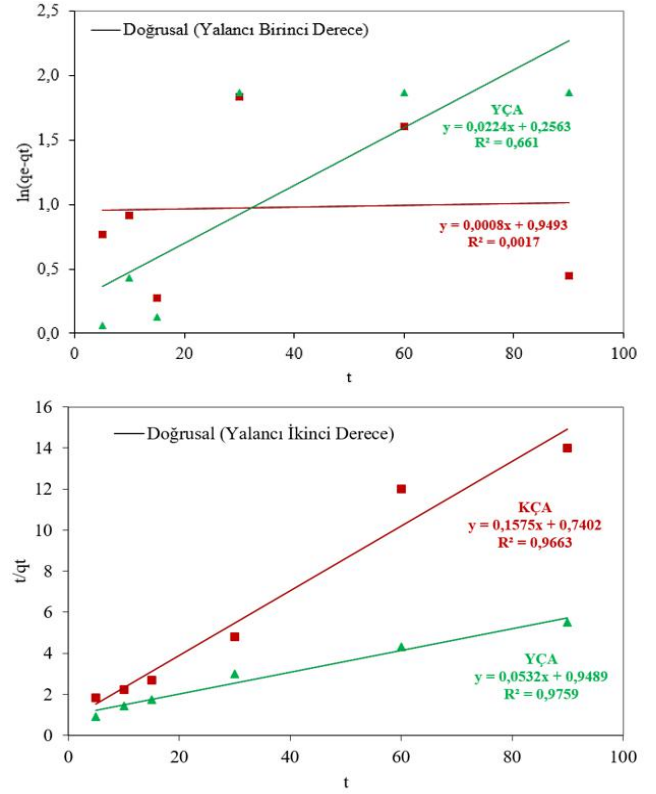 2,5
Doğrusal (Yalancı Birinci Derece)
2,0
YÇA
y = 0,0224x + 0,2563
R² = 0,661
1,5
ln(qe-qt)
1,0
y = 0,0008x + 0,9493
R² = 0,0017
0,5
0,0
0 20 40 60 80 100
t
16
Doğrusal (Yalancı İkinci Derece)
14
12
KÇA
y = 0,1575x + 0,7402
R² = 0,9663
10
8
t/qt
6
YÇA
y = 0,0532x + 0,9489
R² = 0,9759
4
2
0
0 20 40 60 80 100
t